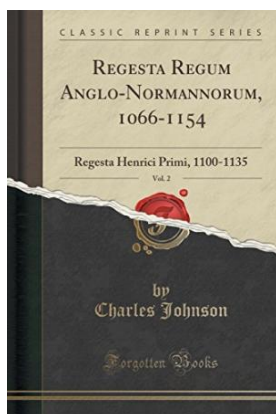 CLASSIC REPRINT SERIES
REGESTA REGUM
ANGLO-NORMANNORUM,
1066-1154
Regesta Henrici Primi, 1100-1135
Vol. 2
by
Charles Johnson
Forgotten Books